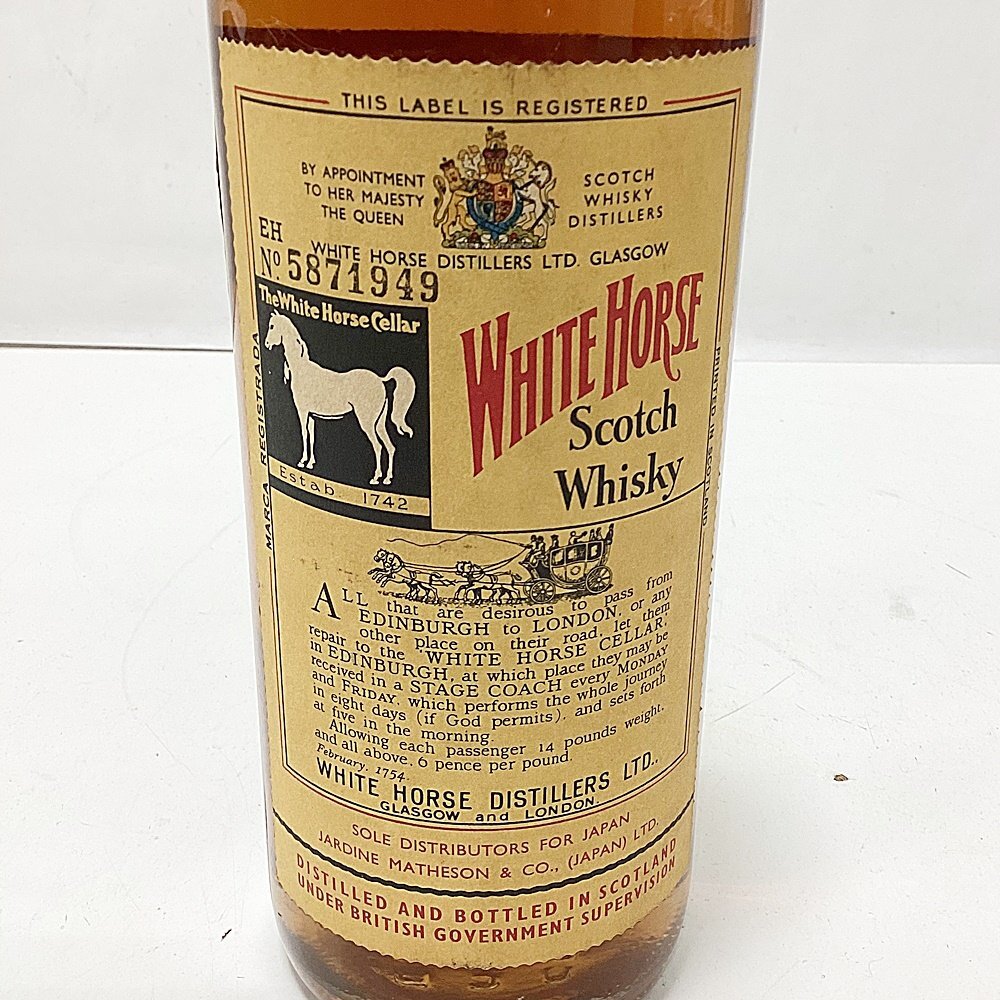 THIS LABEL IS REGISTERED
BY APPOINTMENT
TO HER MAJESTY
THE QUEEN
SCOTCH
WHISKY
DISTILLERS
WHITE HORSE DISTILLERS LTD. GLASGOW
EH
Nº 5871949
The White Horse Cellar
Estab. 1742
MARCA REGISTRADA
WHITE HORSE
Scotch
Whisky
PRINTED IN SCOTLAND
ALL that are desirous to pass from
EDINBURGH to LONDON, or any
other place on their road, let them
repair to the WHITE HORSE CELLAR,
in EDINBURGH, at which place they may be
received in a STAGE COACH every MONDAY
and FRIDAY, which performs the whole journey
in eight days (if God permits), and sets forth
at five in the morning.
Allowing each passenger 14 pounds weight,
and all above, 6 pence per pound.
February, 1754.
WHITE HORSE DISTILLERS LTD.,
GLASGOW and LONDON.
SOLE DISTRIBUTORS FOR JAPAN
JARDINE MATHESON & CO., (JAPAN) LTD.
DISTILLED AND BOTTLED IN SCOTLAND
UNDER BRITISH GOVERNMENT SUPERVISION